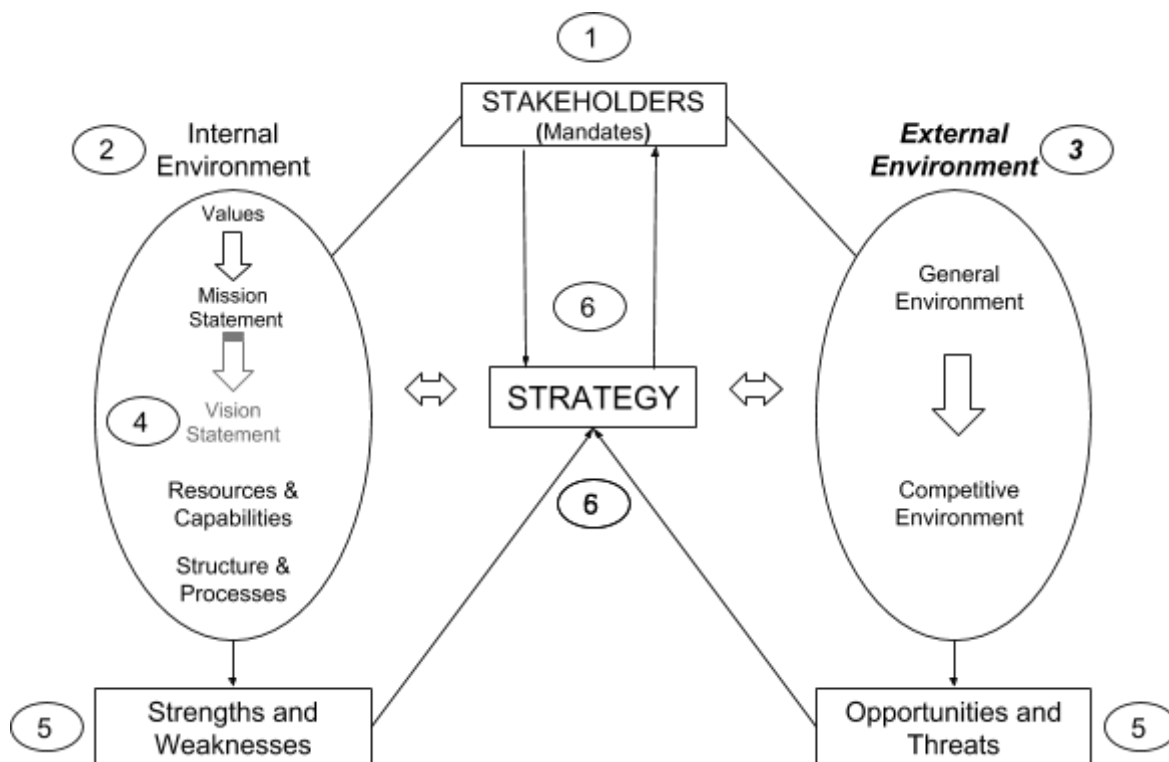 1
STAKEHOLDERS
(Mandates)
2
Internal
Environment
External
Environment
3
Values
Mission
Statement
4
Vision
Statement
Resources &
Capabilities
Structure &
Processes
6
STRATEGY
6
General
Environment
Competitive
Environment
5
Strengths and
Weaknesses
Opportunities and
Threats
5